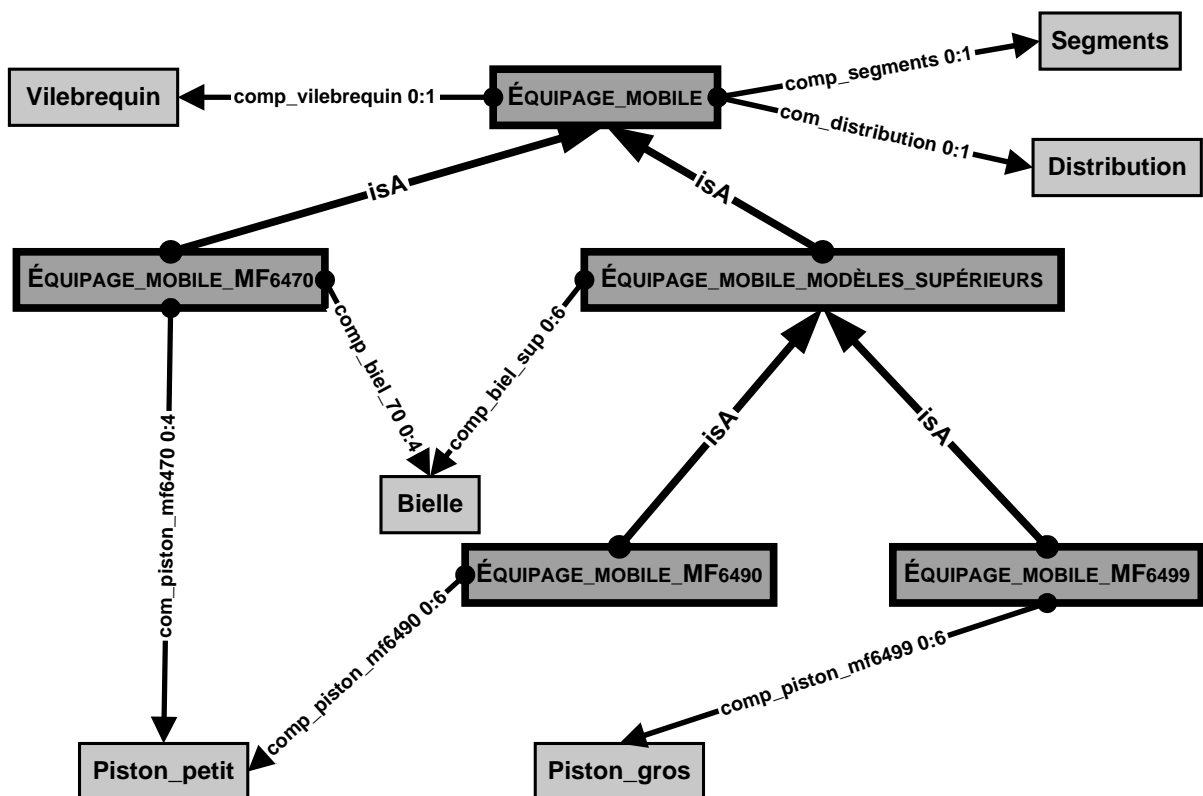 Segments
comp_segments 0:1
Vilebrequin
comp_vilebrequin 0:1
ÉQUIPAGE_MOBILE
com_distribution 0:1
Distribution
isA
isA
ÉQUIPAGE_MOBILE_MF6470
ÉQUIPAGE_MOBILE_MODÈLES_SUPÉRIEURS
comp_biel_70 0:4
comp_biel_sup 0:6
com_piston_mf6470 0:4
isA
isA
Bielle
ÉQUIPAGE_MOBILE_MF6490
ÉQUIPAGE_MOBILE_MF6499
comp_piston_mf6490 0:6
comp_piston_mf6499 0:6
Piston_petit
Piston_gros